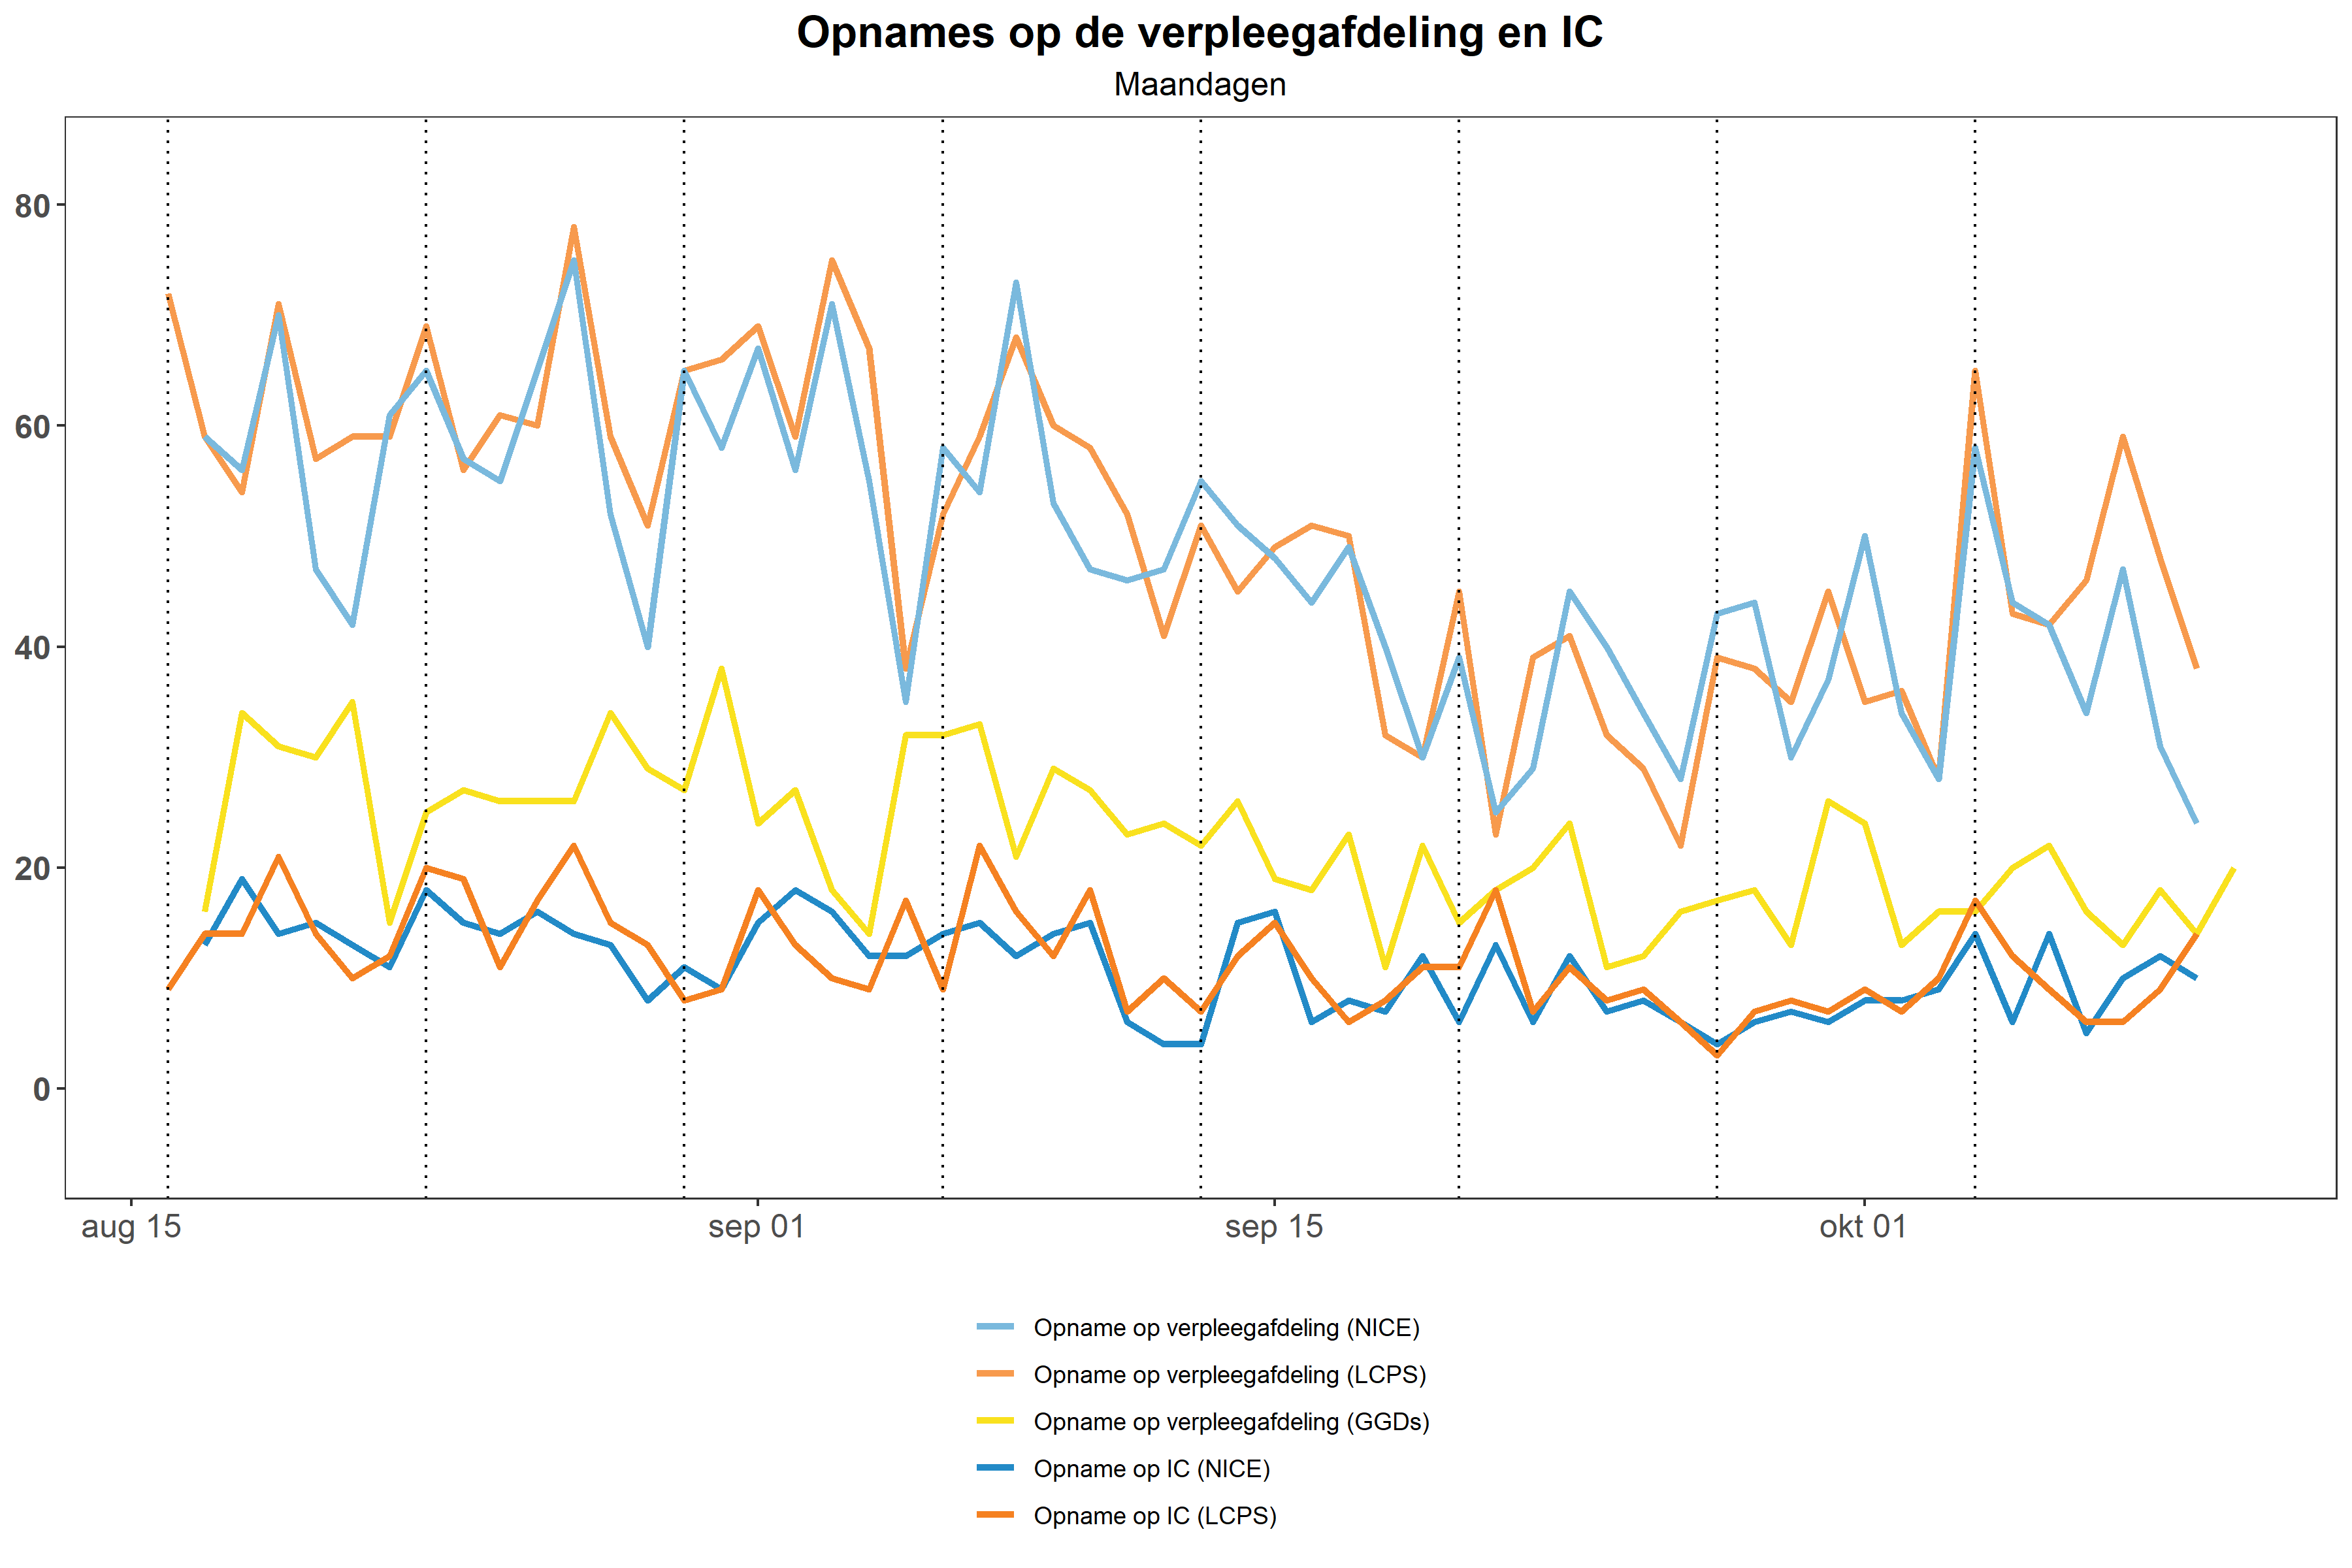 Opnames op de verpleegafdeling en IC
Maandagen
80
60
40
20
0
aug 15 sep 01 sep 15 okt 01
Opname op verpleegafdeling (NICE)
Opname op verpleegafdeling (LCPS)
Opname op verpleegafdeling (GGDs)
Opname op IC (NICE)
Opname op IC (LCPS)